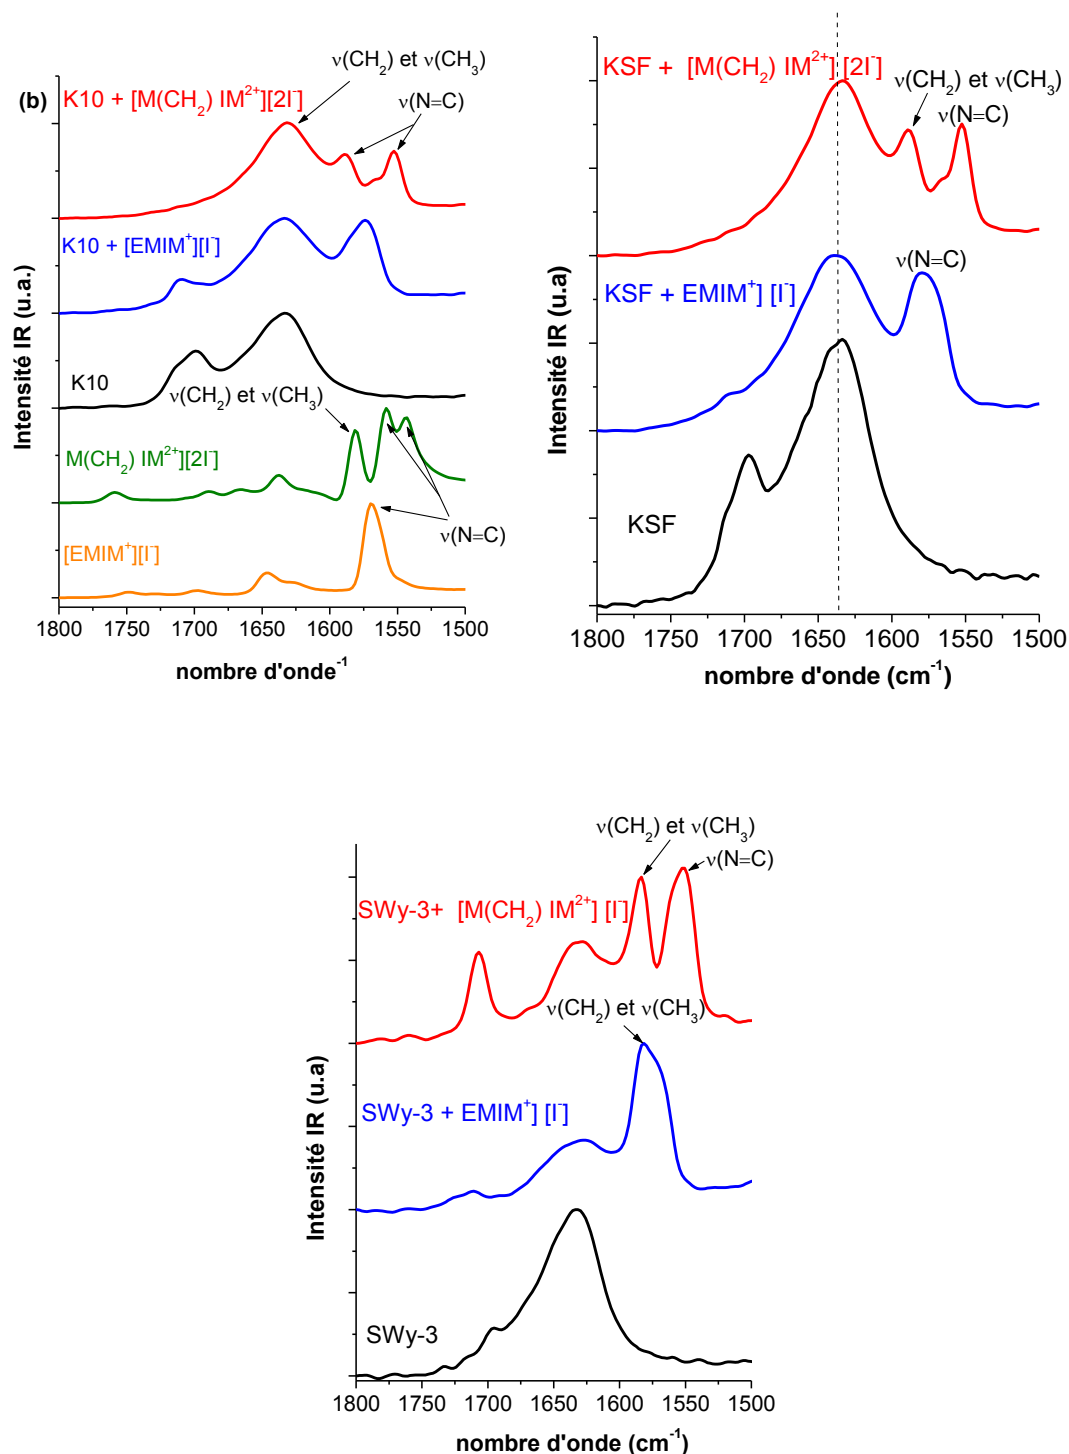 (b)
K10 + [M(CH₂) IM²⁺][2I⁻]
ν(CH₂) et ν(CH₃)
ν(N=C)
K10 + [EMIM⁺][I⁻]
K10
ν(CH₂) et ν(CH₃)
M(CH₂) IM²⁺][2I⁻]
ν(N=C)
[EMIM⁺][I⁻]
Intensité IR (u.a.)
1800 1750 1700 1650 1600 1550 1500
nombre d'onde⁻¹
KSF + [M(CH₂) IM²⁺] [2I⁻]
ν(CH₂) et ν(CH₃)
ν(N=C)
KSF + EMIM⁺] [I⁻]
ν(N=C)
KSF
Intensité IR (u.a)
1800 1700 1650 1600 1550 1500
nombre d'onde (cm⁻¹)
ν(CH₂) et ν(CH₃)
ν(N=C)
SWy-3+ [M(CH₂) IM²⁺] [I⁻]
ν(CH₂) et ν(CH₃)
SWy-3 + EMIM⁺] [I⁻]
SWy-3
Intensité IR (u.a)
1800 1700 1650 1600 1550 1500
nombre d'onde (cm⁻¹)